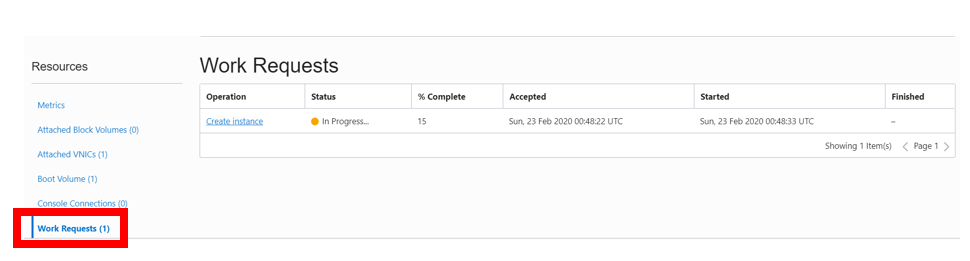 Resources
Metrics
Attached Block Volumes (0)
Attached VNICs (1)
Boot Volume (1)
Console Connections (0)
Work Requests (1)
Work Requests
Operation Status % Complete Accepted Started Finished
Create instance In Progress... 15 Sun, 23 Feb 2020 00:48:22 UTC Sun, 23 Feb 2020 00:48:33 UTC –
Showing 1 Item(s) < Page 1 >